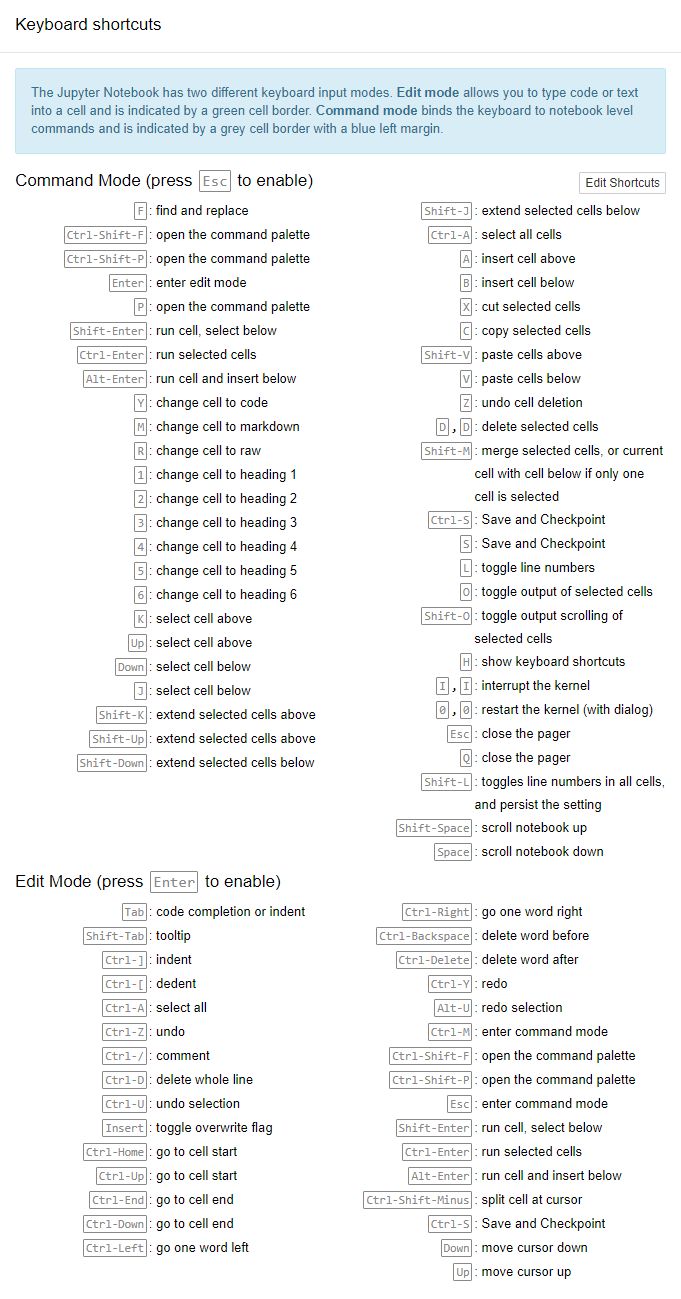 Keyboard shortcuts
The Jupyter Notebook has two different keyboard input modes. Edit mode allows you to type code or text
into a cell and is indicated by a green cell border. Command mode binds the keyboard to notebook level
commands and is indicated by a grey cell border with a blue left margin.
Command Mode (press Esc to enable)
Edit Shortcuts
F : find and replace
Ctrl-Shift-F : open the command palette
Ctrl-Shift-P : open the command palette
Enter : enter edit mode
P : open the command palette
Shift-Enter : run cell, select below
Ctrl-Enter : run selected cells
Alt-Enter : run cell and insert below
Y : change cell to code
M : change cell to markdown
R : change cell to raw
1 : change cell to heading 1
2 : change cell to heading 2
3 : change cell to heading 3
4 : change cell to heading 4
5 : change cell to heading 5
6 : change cell to heading 6
K : select cell above
Up : select cell above
Down : select cell below
J : select cell below
Shift-K : extend selected cells above
Shift-Up : extend selected cells above
Shift-Down : extend selected cells below
Shift-J : extend selected cells below
Ctrl-A : select all cells
A : insert cell above
B : insert cell below
X : cut selected cells
C : copy selected cells
Shift-V : paste cells above
V : paste cells below
Z : undo cell deletion
D , D : delete selected cells
Shift-M : merge selected cells, or current
cell with cell below if only one
cell is selected
Ctrl-S : Save and Checkpoint
S : Save and Checkpoint
L : toggle line numbers
O : toggle output of selected cells
Shift-O : toggle output scrolling of
selected cells
H : show keyboard shortcuts
I , I : interrupt the kernel
0 , 0 : restart the kernel (with dialog)
Esc : close the pager
Q : close the pager
Shift-L : toggles line numbers in all cells,
and persist the setting
Shift-Space : scroll notebook up
Space : scroll notebook down
Edit Mode (press Enter to enable)
Tab : code completion or indent
Shift-Tab : tooltip
Ctrl-] : indent
Ctrl-[ : dedent
Ctrl-A : select all
Ctrl-Z : undo
Ctrl-/ : comment
Ctrl-D : delete whole line
Ctrl-U : undo selection
Insert : toggle overwrite flag
Ctrl-Home : go to cell start
Ctrl-Up : go to cell start
Ctrl-End : go to cell end
Ctrl-Down : go to cell end
Ctrl-Left : go one word left
Ctrl-Right : go one word right
Ctrl-Backspace : delete word before
Ctrl-Delete : delete word after
Ctrl-Y : redo
Alt-U : redo selection
Ctrl-M : enter command mode
Ctrl-Shift-F : open the command palette
Ctrl-Shift-P : open the command palette
Esc : enter command mode
Shift-Enter : run cell, select below
Ctrl-Enter : run selected cells
Alt-Enter : run cell and insert below
Ctrl-Shift-Minus : split cell at cursor
Ctrl-S : Save and Checkpoint
Down : move cursor down
Up : move cursor up